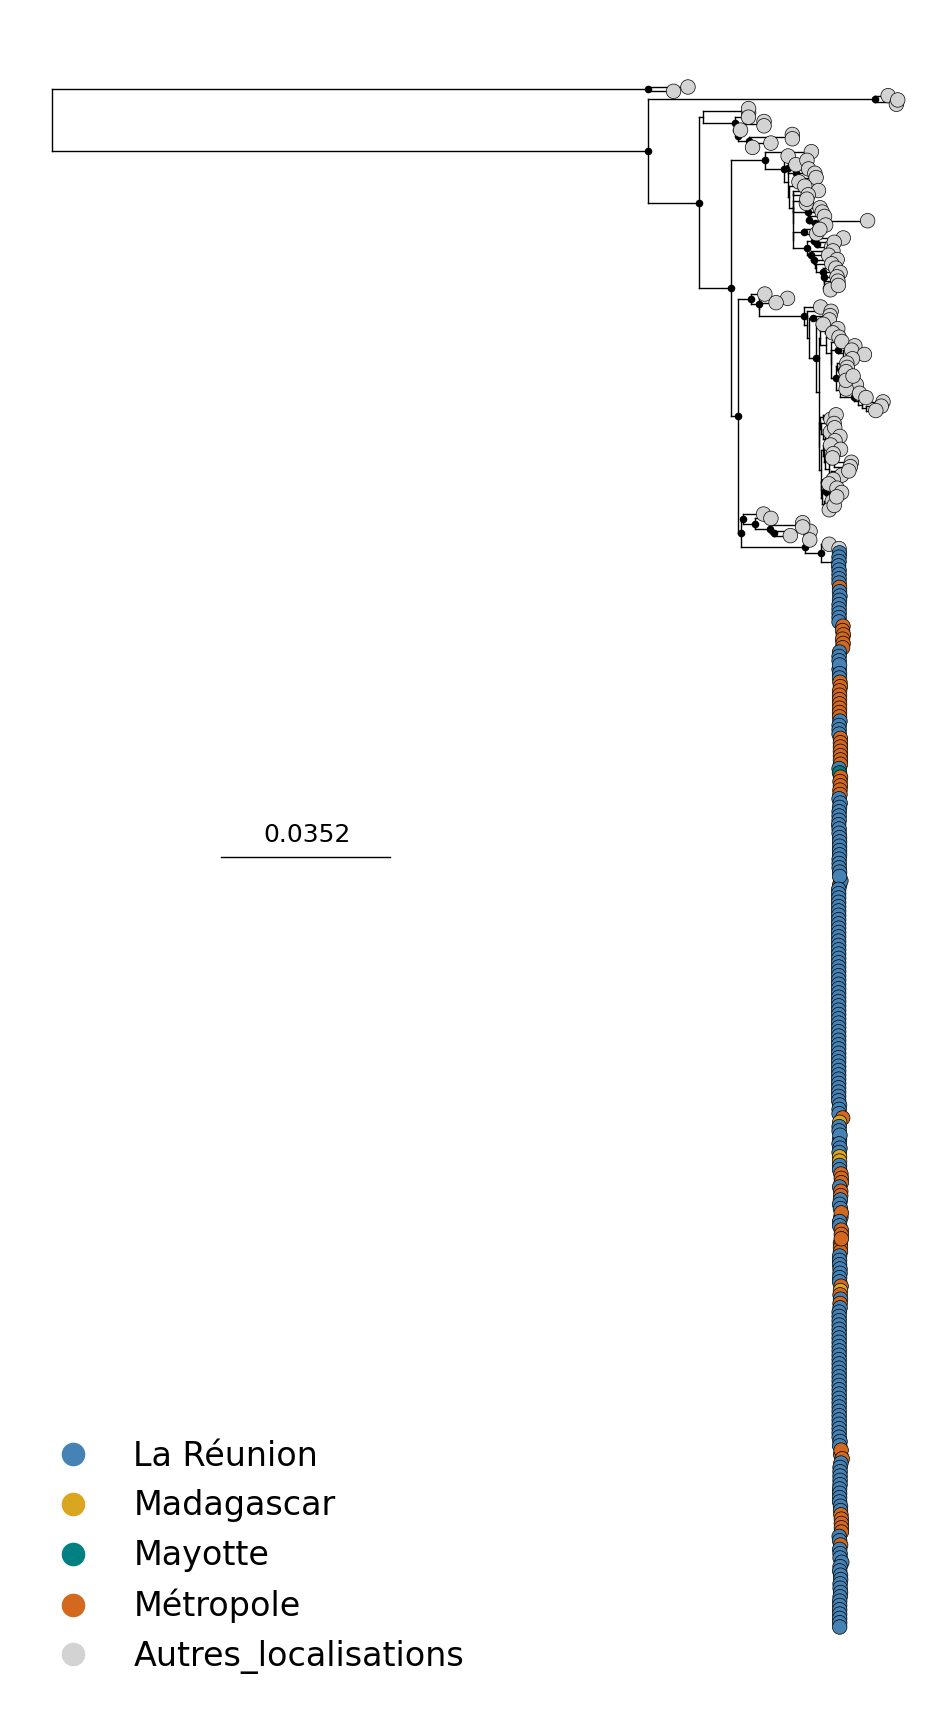 0.0352
La Réunion
Madagascar
Mayotte
Métropole
Autres_localisations